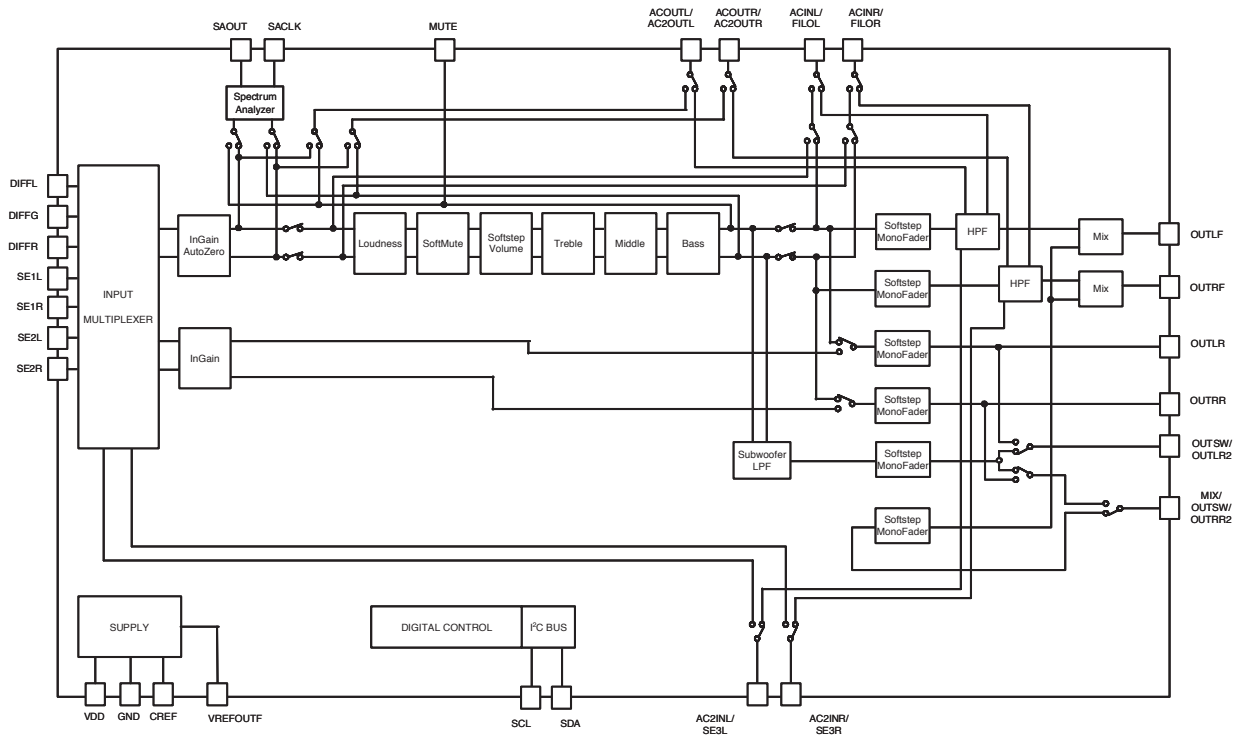 SAOUT
SACLK
MUTE
ACOUTL/
AC2OUTL
ACOUTR/
AC2OUTR
ACINL/
FILOL
ACINR/
FILOR
Spectrum
Analyzer
DIFFL
DIFFG
DIFFR
SE1L
SE1R
SE2L
SE2R
INPUT
MULTIPLEXER
InGain
AutoZero
Loudness
SoftMute
Softstep
Volume
Treble
Middle
Bass
Softstep
MonoFader
HPF
Mix
OUTLF
Softstep
MonoFader
HPF
Mix
OUTRF
InGain
Softstep
MonoFader
OUTLR
Softstep
MonoFader
OUTRR
Subwoofer
LPF
Softstep
MonoFader
OUTSW/
OUTLR2
Softstep
MonoFader
MIX/
OUTSW/
OUTRR2
SUPPLY
DIGITAL CONTROL
I²C BUS
VDD
GND
CREF
VREFOUTF
SCL
SDA
AC2INL/
SE3L
AC2INR/
SE3R